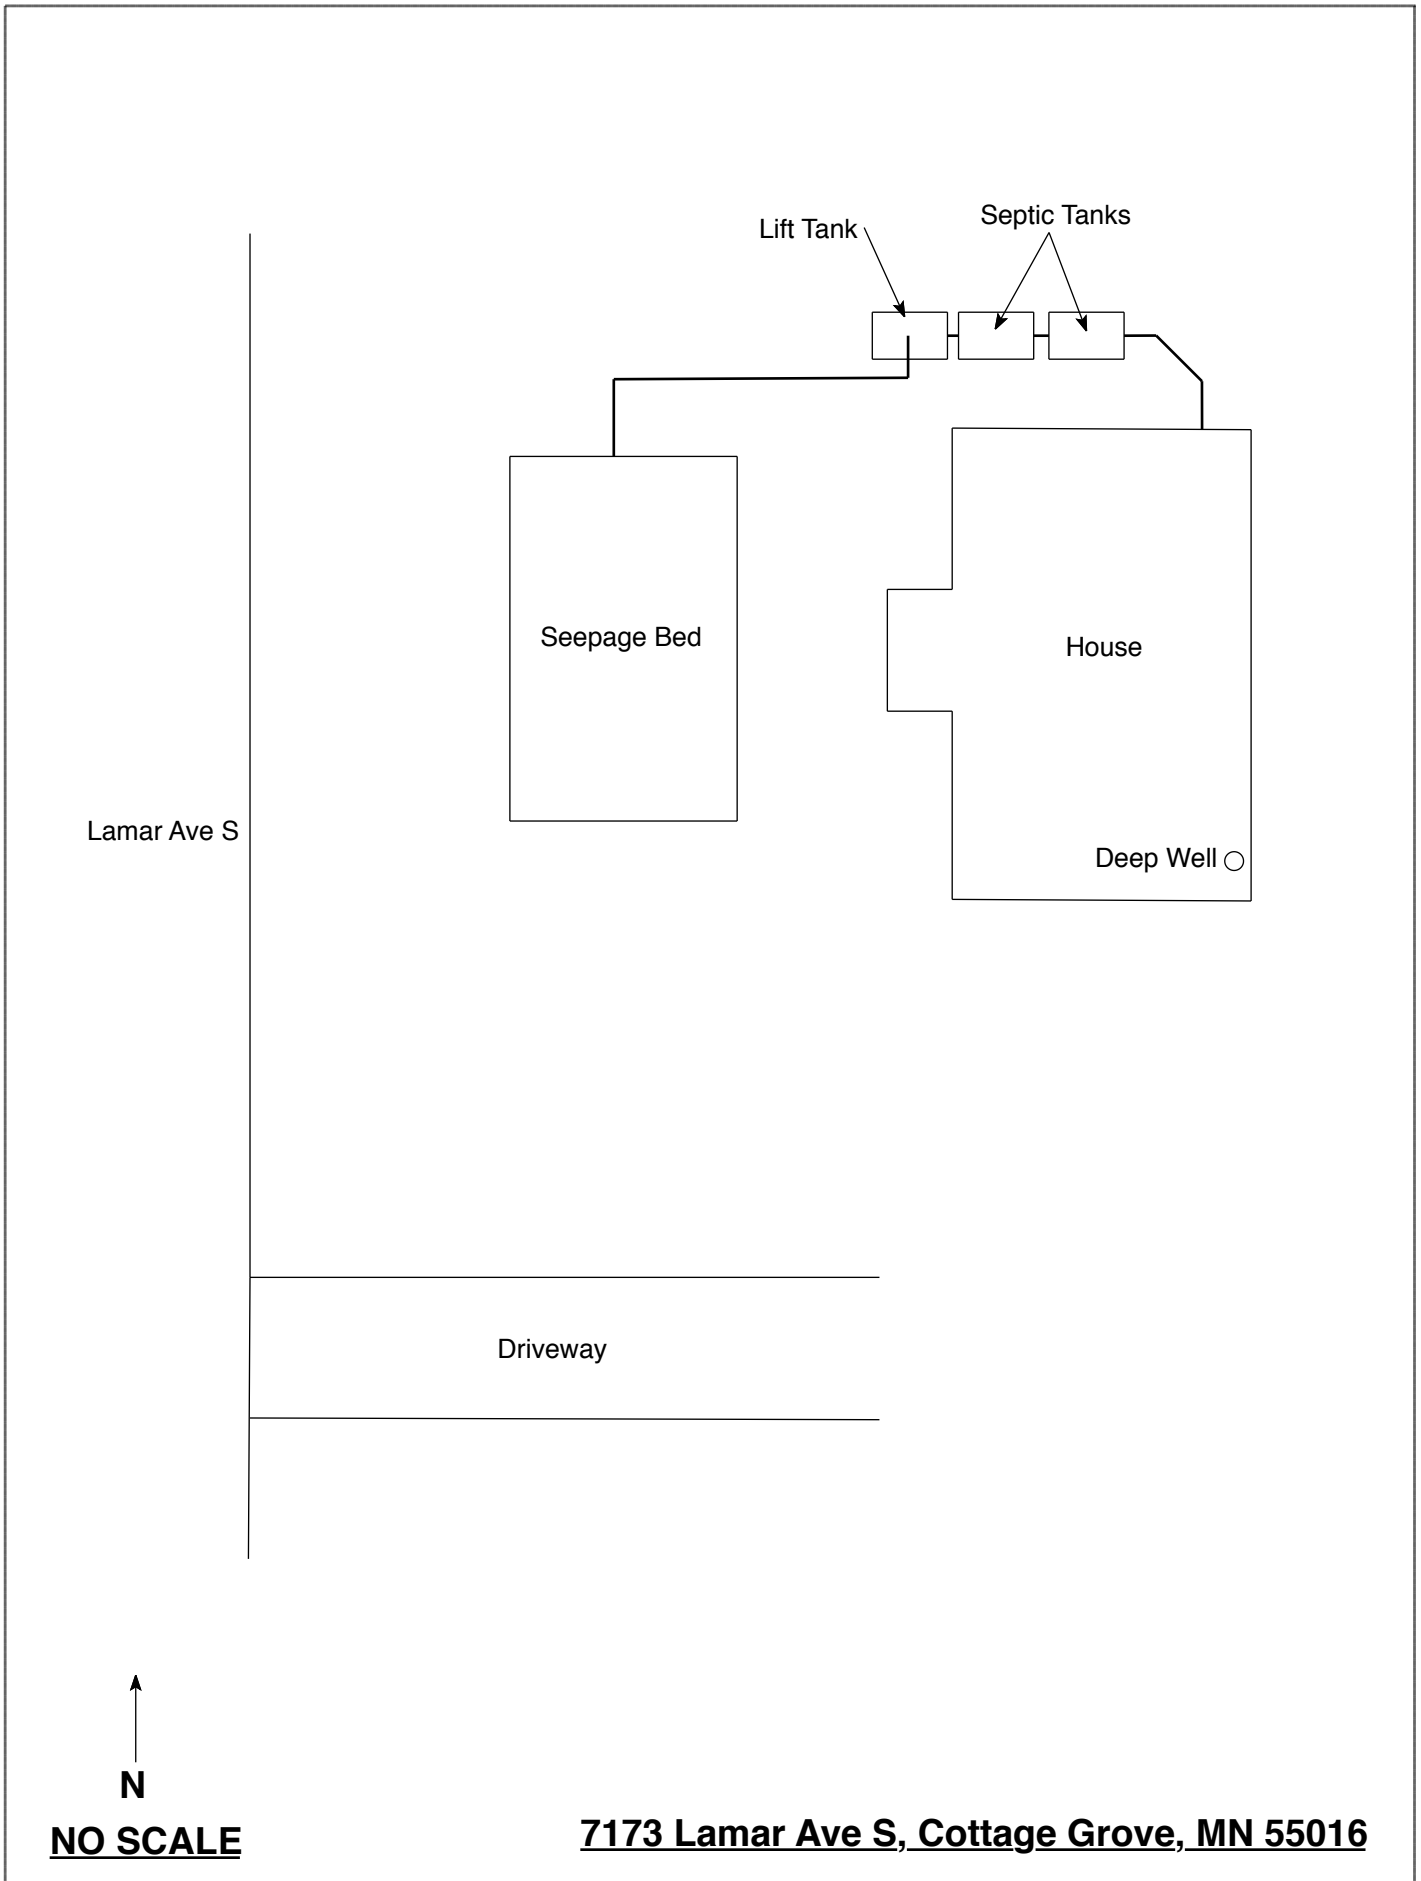 Septic Tanks
Lift Tank
Seepage Bed
House
Lamar Ave S
Deep Well
Driveway
N
NO SCALE
7173 Lamar Ave S, Cottage Grove, MN 55016